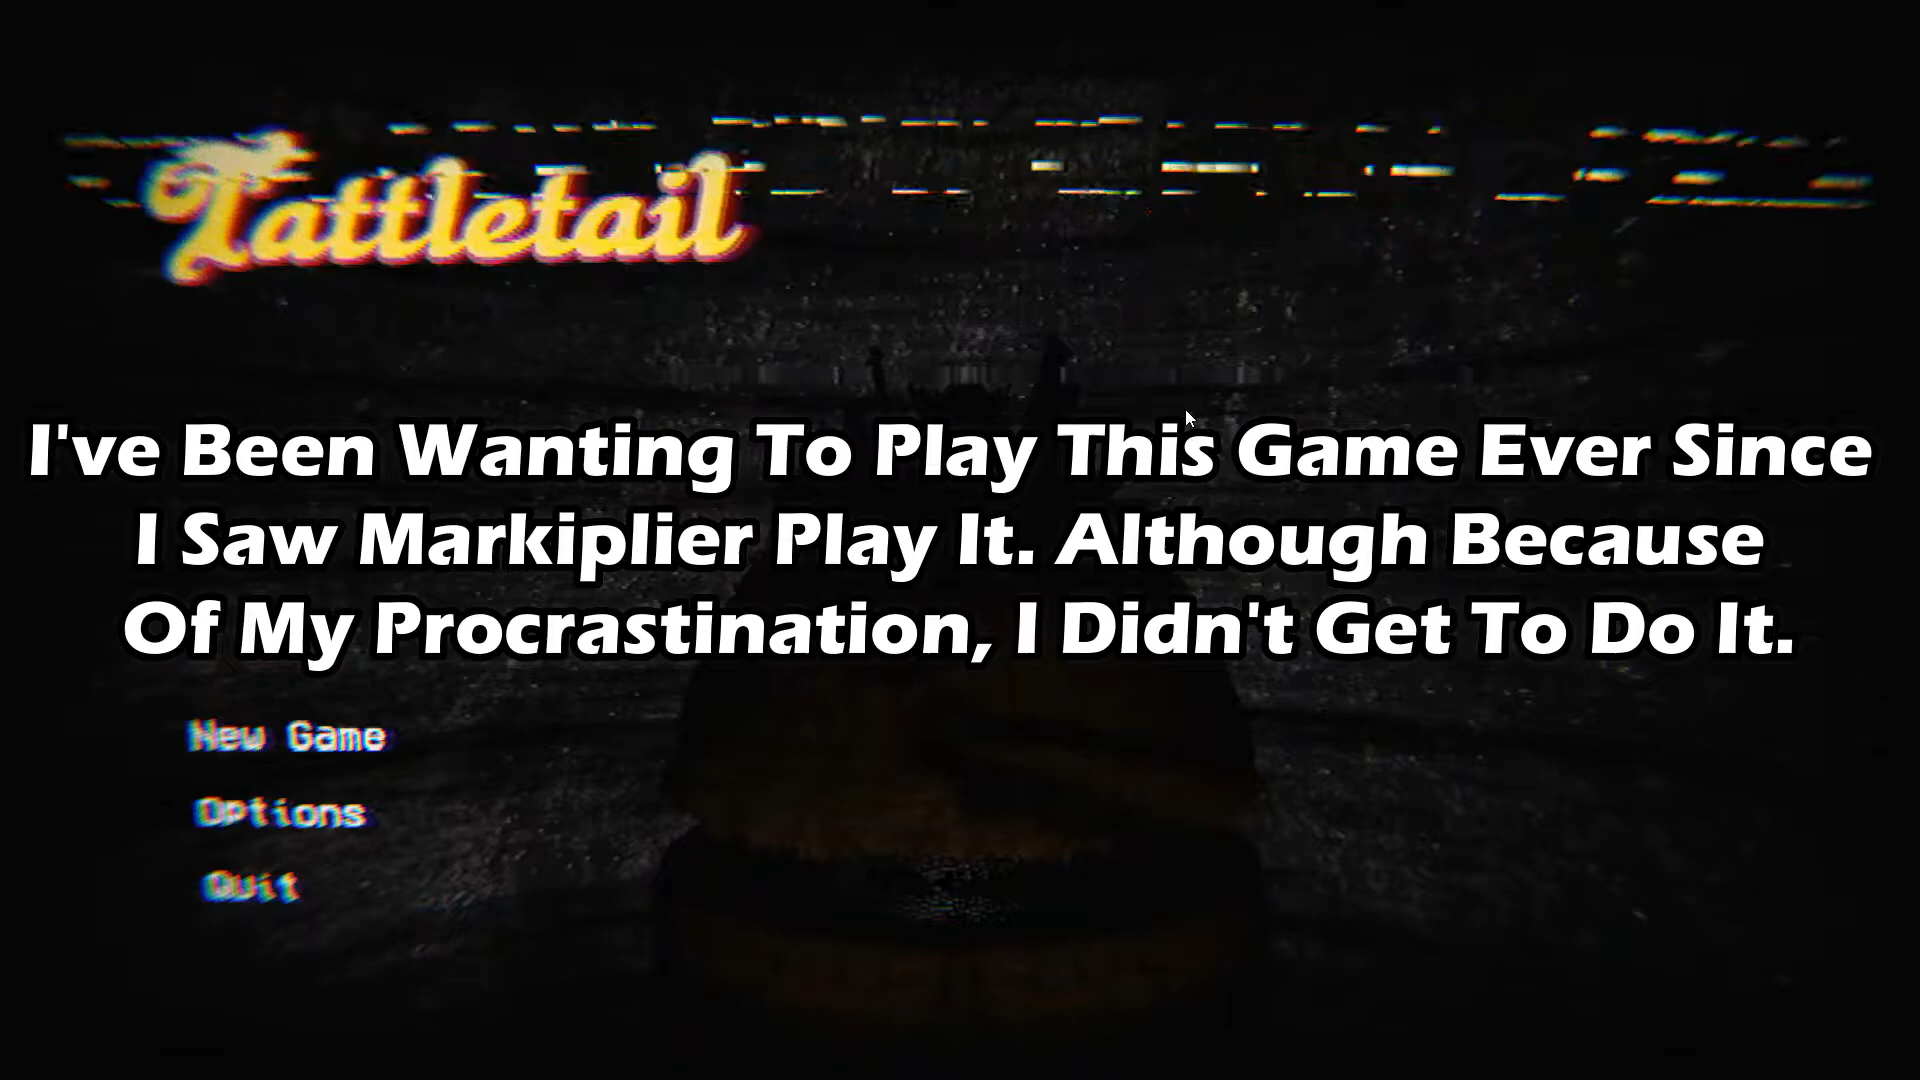 Tattletail
I've Been Wanting To Play This Game Ever Since
I Saw Markiplier Play It. Although Because
Of My Procrastination, I Didn't Get To Do It.
New Game
Options
Quit